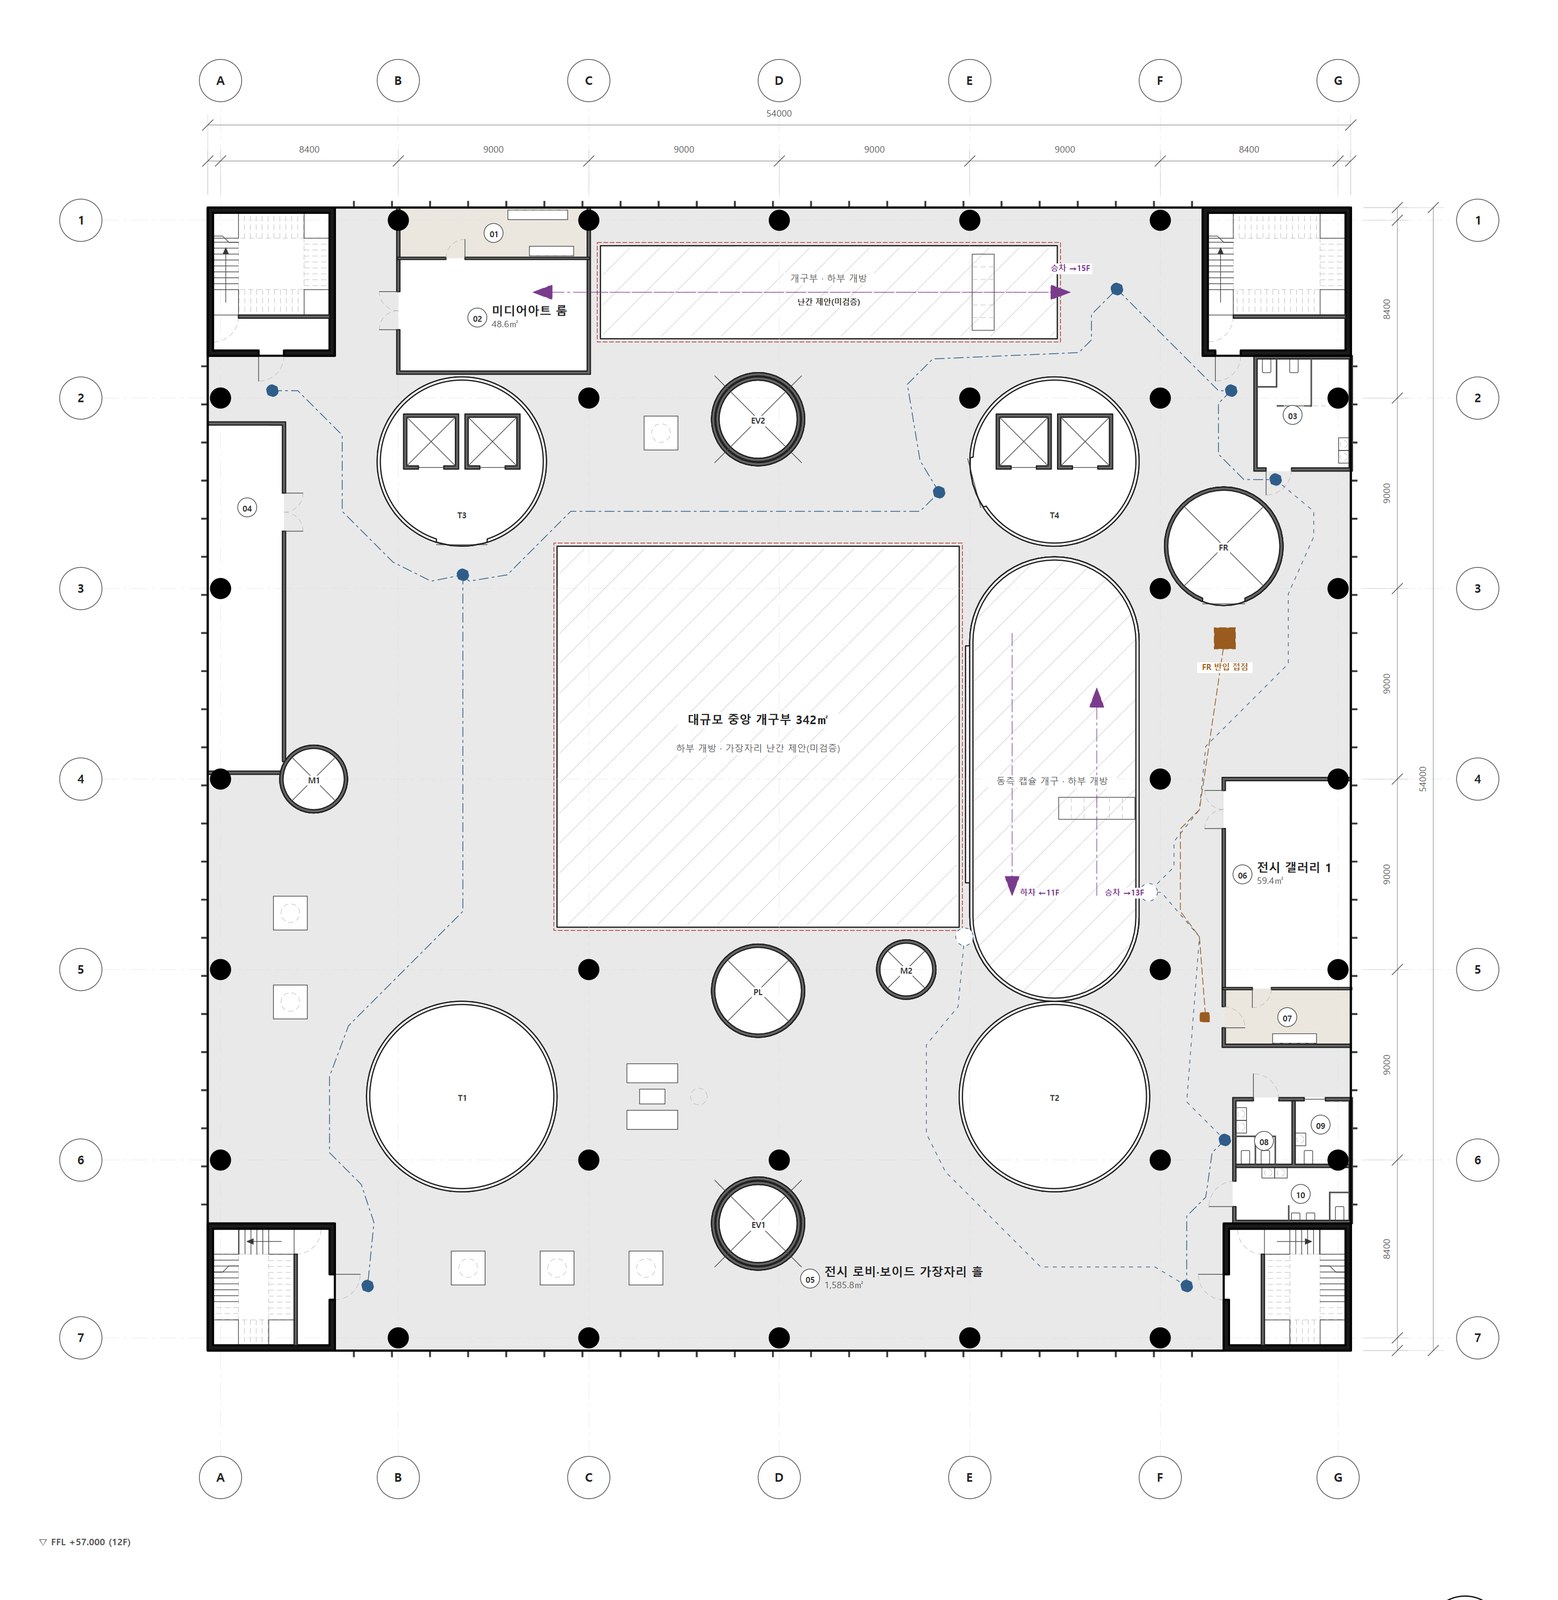 A B C D E F G
54000
8400 9000 9000 9000 9000 8400
1 1
01
승차 →15F
개구부 · 하부 개방
난간 제안(미검증)
8400
02 미디어아트 룸
48.6㎡
2 2
03
EV2
9000
04
T3
T4
FR
3 3
FR 반입 접점
9000
대규모 중앙 개구부 342㎡
하부 개방 · 가장자리 난간 제안(미검증)
4 4
M1
동측 캡슐 개구 · 하부 개방
54000
06 전시 갤러리 1
59.4㎡
9000
하차 ←11F
승차 →13F
5 5
M2
PL
07
9000
T1
T2
09
08
6 6
10
EV1
8400
05 전시 로비·보이드 가장자리 홀
1,585.8㎡
7 7
A B C D E F G
▽ FFL +57.000 (12F)